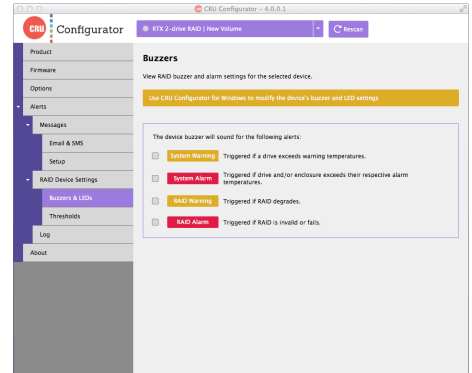 CRU Configurator - 4.0.0.1
CRU Configurator
RTX 2-drive RAID | New Volume
Rescan
Product
Firmware
Options
Alerts
Messages
Email & SMS
Setup
RAID Device Settings
Buzzers & LEDs
Thresholds
Log
About
Buzzers
View RAID buzzer and alarm settings for the selected device.
Use CRU Configurator for Windows to modify the device's buzzer and LED settings
The device buzzer will sound for the following alerts:
System Warning Triggered if a drive exceeds warning temperatures.
System Alarm Triggered if drive and/or enclosure exceeds their respective alarm
temperatures.
RAID Warning Triggered if RAID degrades.
RAID Alarm Triggered if RAID is invalid or fails.